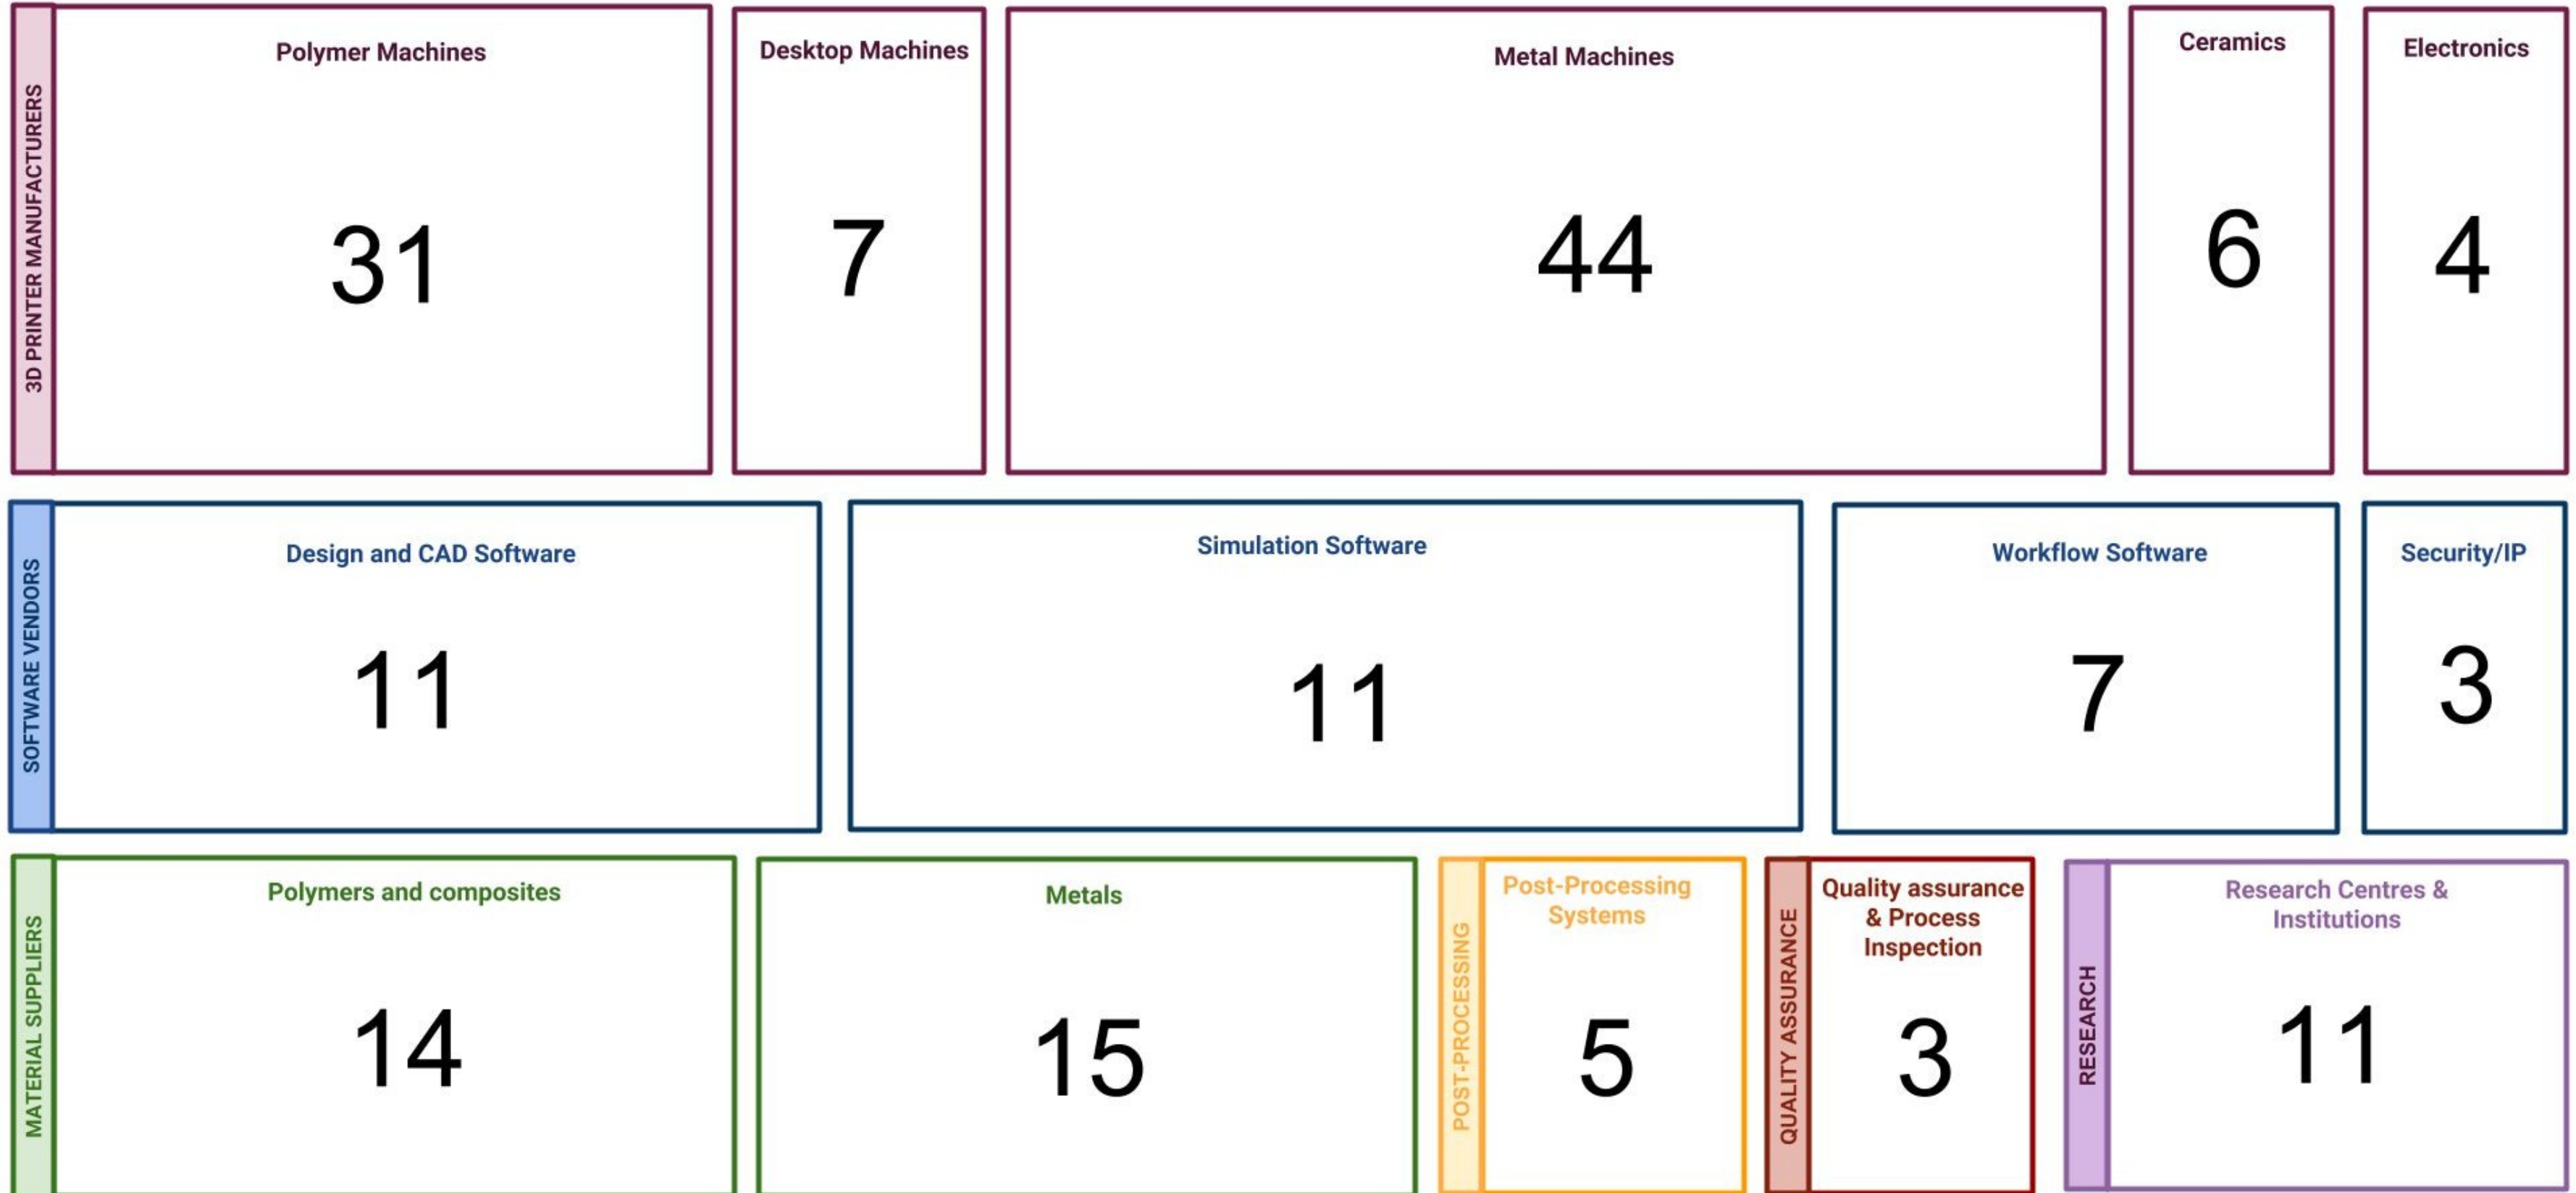 3D PRINTER MANUFACTURERS
Polymer Machines
31
Desktop Machines
7
Metal Machines
44
Ceramics
6
Electronics
4
SOFTWARE VENDORS
Design and CAD Software
11
Simulation Software
11
Workflow Software
7
Security/IP
3
MATERIAL SUPPLIERS
Polymers and composites
14
Metals
15
POST-PROCESSING
Post-Processing
Systems
5
QUALITY ASSURANCE
Quality assurance
& Process
Inspection
3
RESEARCH
Research Centres &
Institutions
11